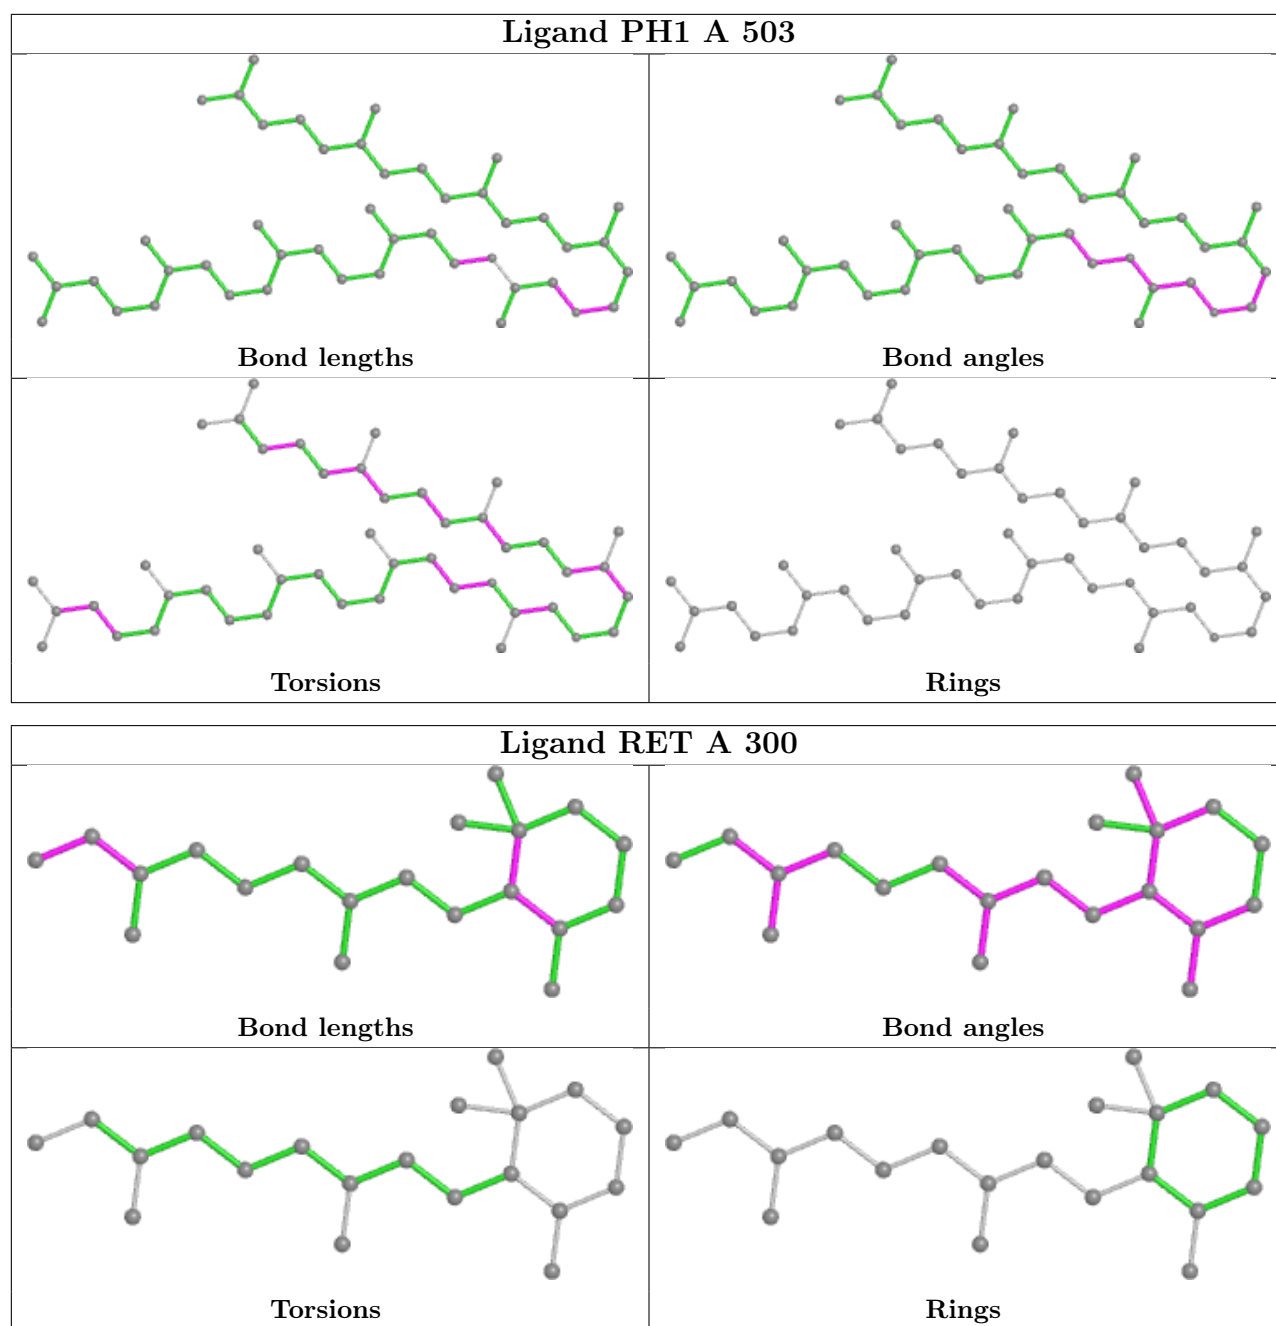 Ligand PH1 A 503
Bond lengths
Bond angles
Torsions
Rings
Ligand RET A 300
Bond lengths
Bond angles
Torsions
Rings